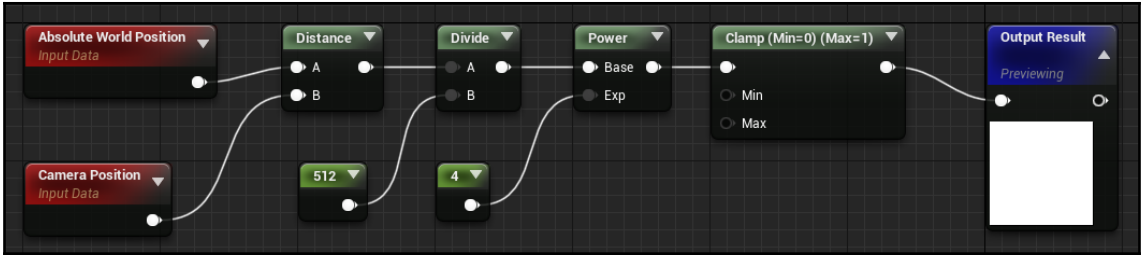 Absolute World Position
Input Data
Distance
A
B
Divide
A
B
Power
Base
Exp
Clamp (Min=0) (Max=1)
Min
Max
Output Result
Previewing
Camera Position
Input Data
512
4